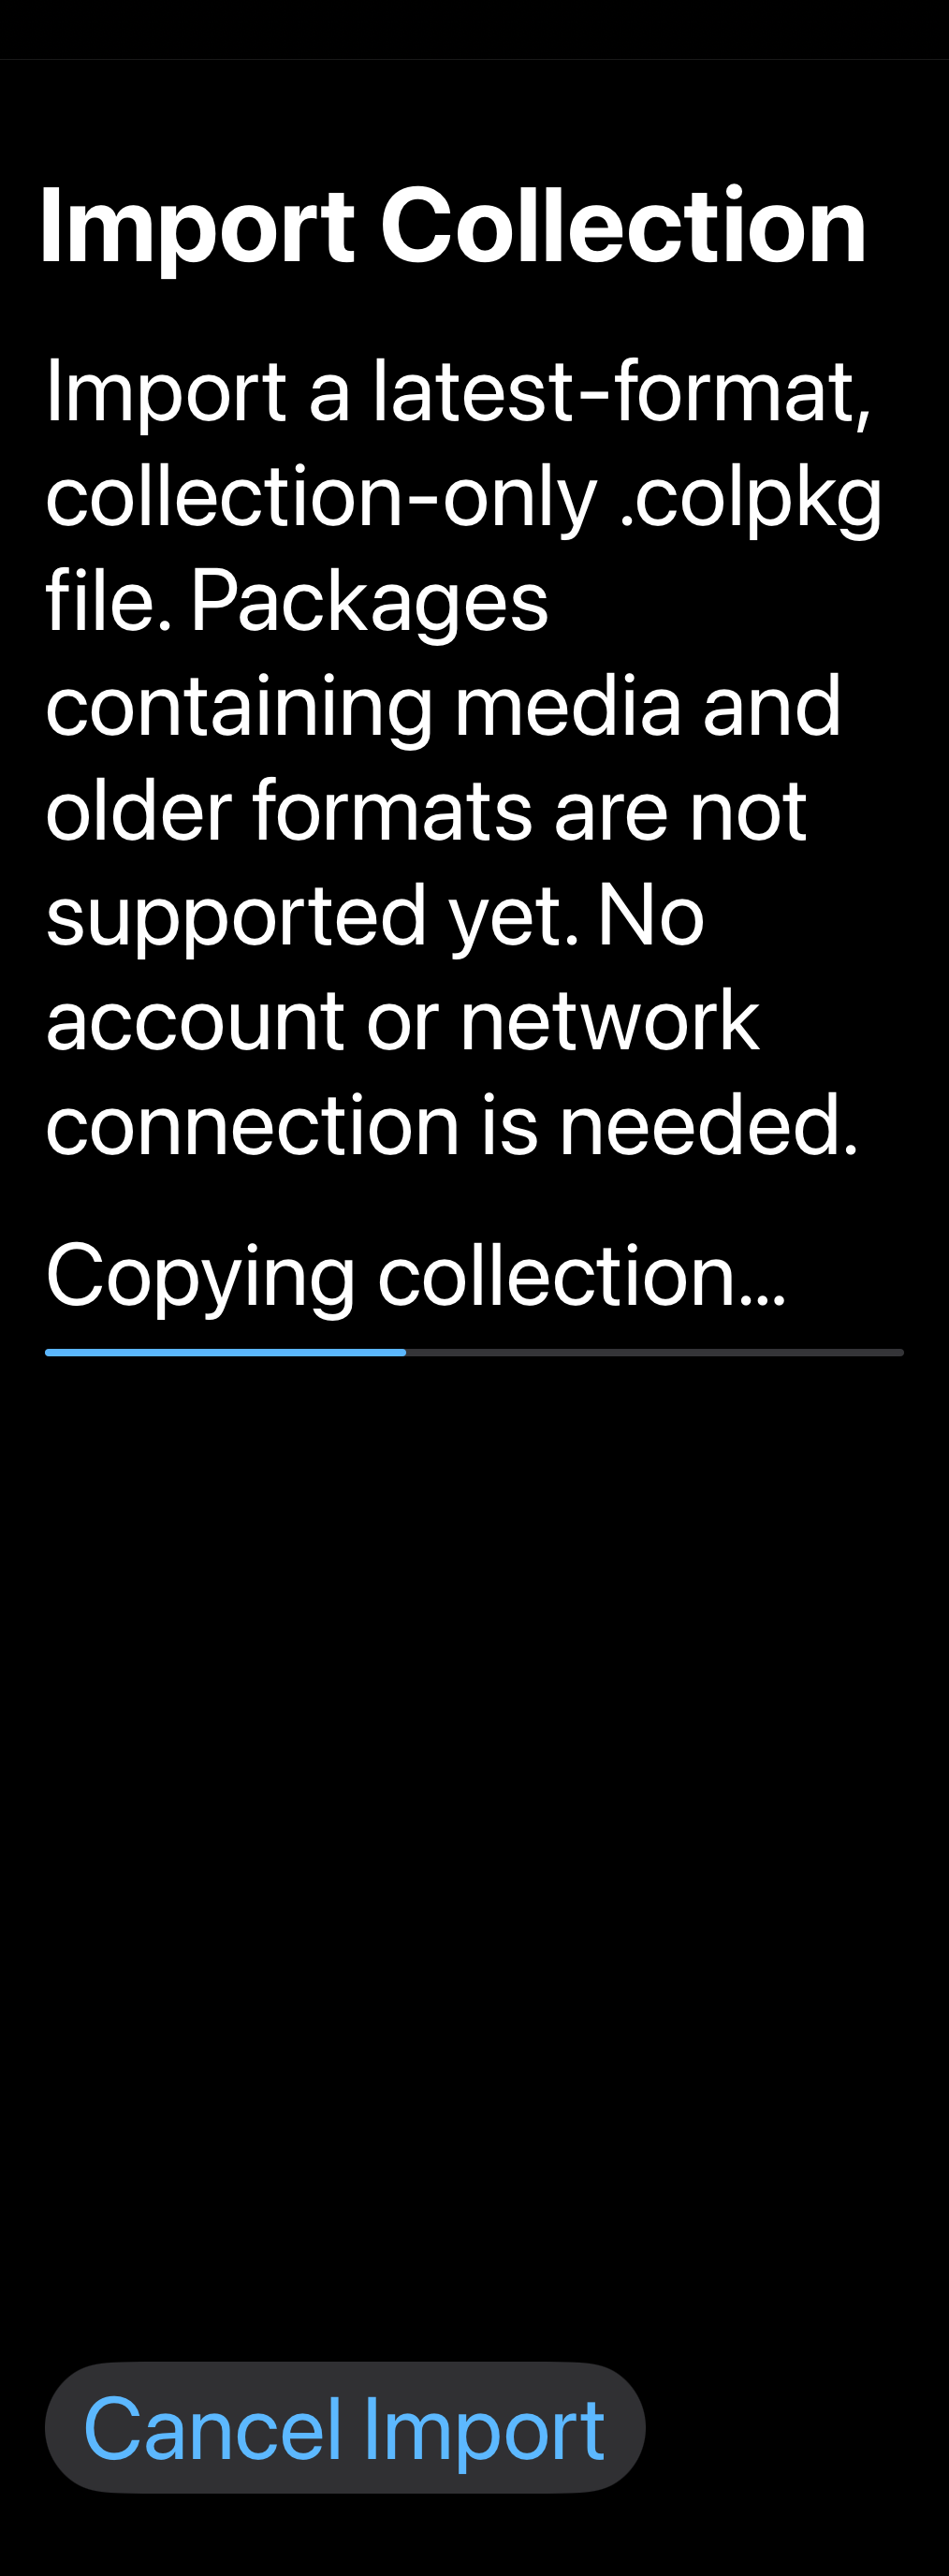 Import Collection
Import a latest-format,
collection-only .colpkg
file. Packages
containing media and
older formats are not
supported yet. No
account or network
connection is needed.
Copying collection...
Cancel Import